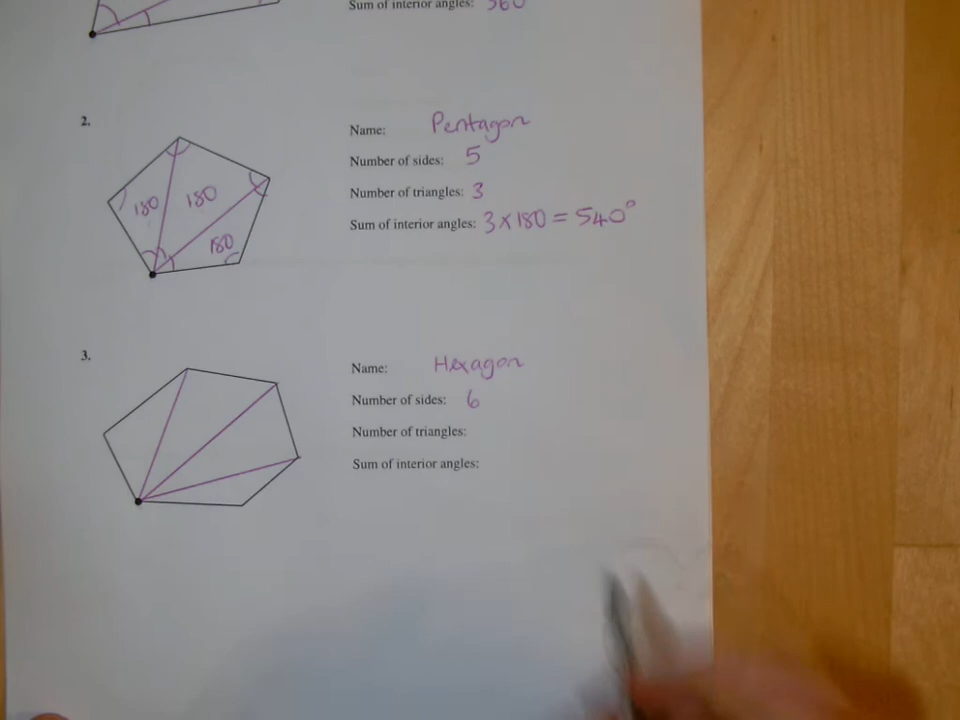 Sum of interior angles: 360
2.
Name: Pentagon
Number of sides: 5
Number of triangles: 3
Sum of interior angles: 3 x 180 = 540°
180
180
180
3.
Name: Hexagon
Number of sides: 6
Number of triangles:
Sum of interior angles: